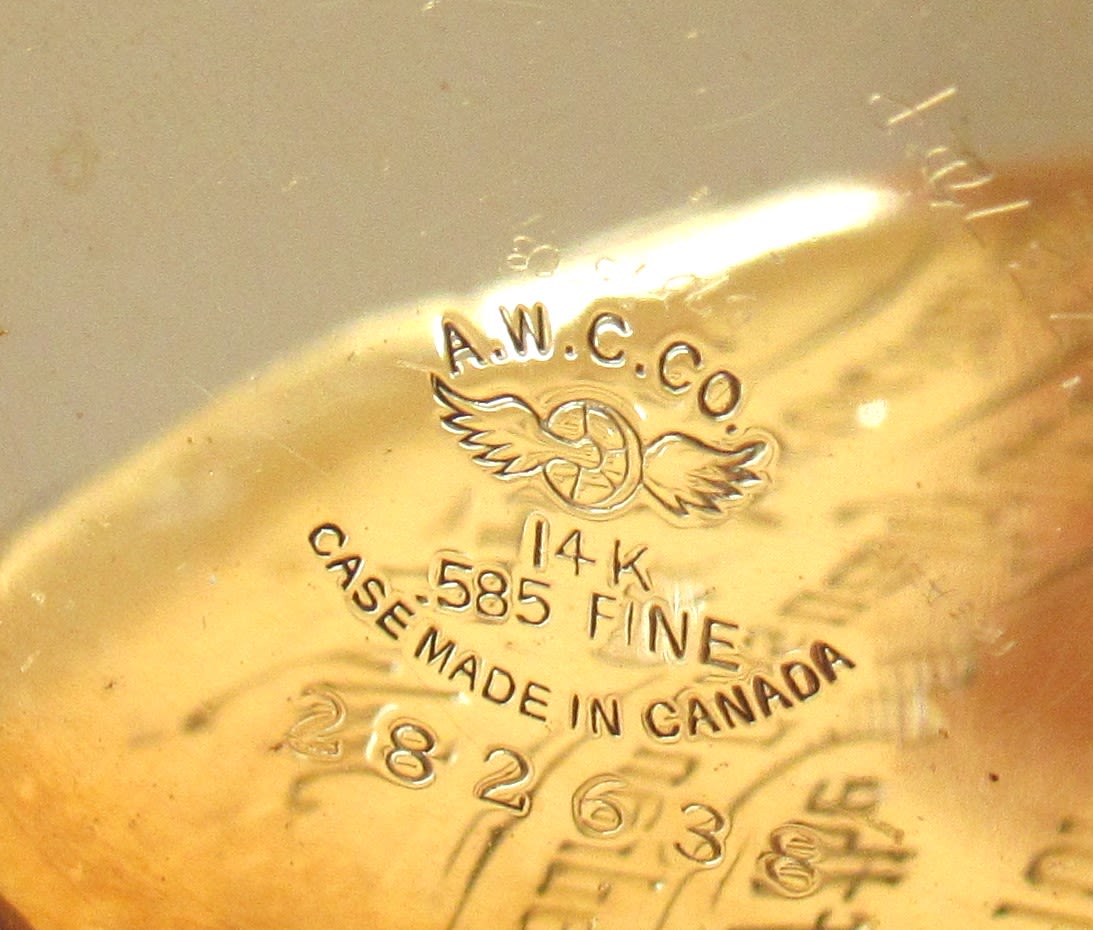 A.W.C.CO.
14K
.585 FINE
CASE MADE IN CANADA
282638